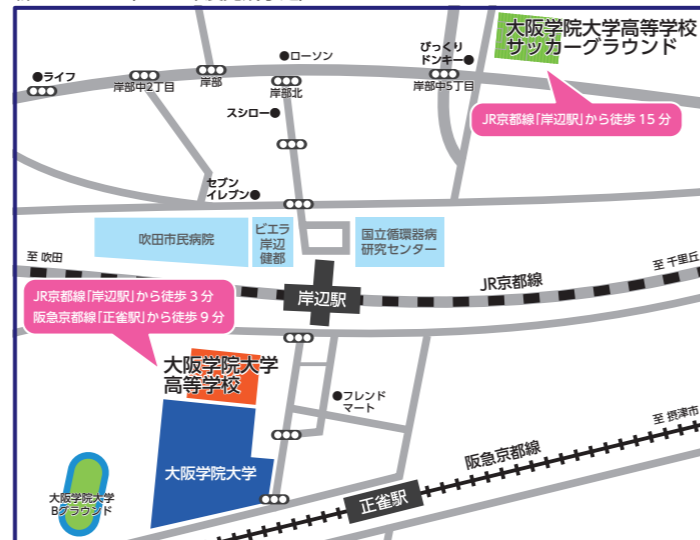 大阪学院大学高等学校
サッカーグラウンド
びっくり
ドンキー●
●ローソン
●ライフ
岸部中2丁目
岸部
岸部北
岸部中5丁目
スシロー●
JR京都線「岸辺駅」から徒歩 15 分
セブン
イレブン●
吹田市民病院
ビエラ
岸辺
健都
国立循環器病
研究センター
至 吹田
至 千里丘
JR京都線
岸辺駅
JR京都線「岸辺駅」から徒歩 3 分
阪急京都線「正雀駅」から徒歩 9 分
大阪学院大学
高等学校
●フレンド
マート
至 摂津市
阪急京都線
大阪学院大学
正雀駅
大阪学院大学
Bグラウンド